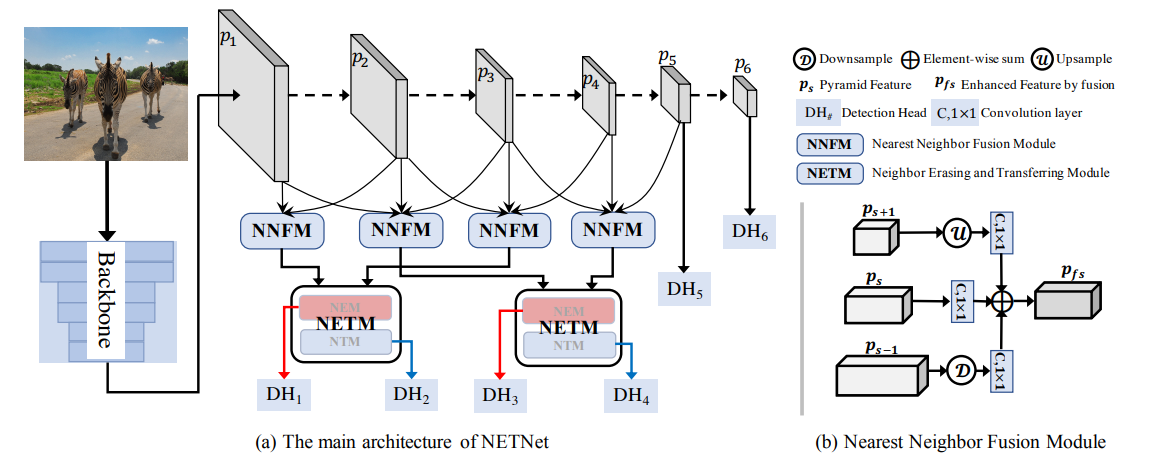 p1
p2
p3
p4
p5
p6
NNFM
NNFM
NNFM
NNFM
DH6
DH5
Backbone
NEM
NETM
NTM
NEM
NETM
NTM
DH1
DH2
DH3
DH4
(a) The main architecture of NETNet
D Downsample ⊕ Element-wise sum U Upsample
ps Pyramid Feature pfs Enhanced Feature by fusion
DH# Detection Head C,1×1 Convolution layer
NNFM Nearest Neighbor Fusion Module
NETM Neighbor Erasing and Transferring Module
ps+1
U
C,1×1
ps
C,1×1
pfs
ps−1
D
C,1×1
(b) Nearest Neighbor Fusion Module